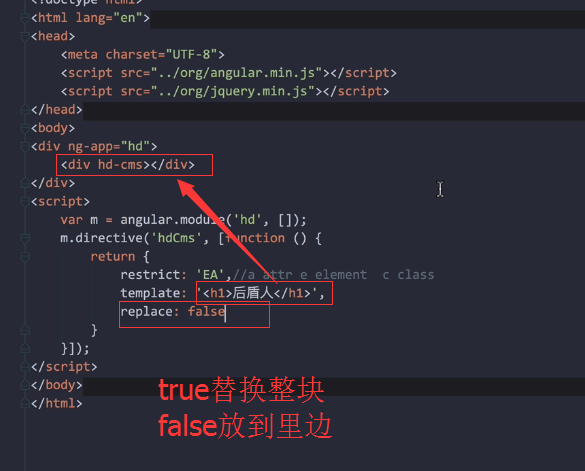 <!doctype html>
<html lang="en">
<head>
<meta charset="UTF-8">
<script src="../org/angular.min.js"></script>
<script src="../org/jquery.min.js"></script>
</head>
<body>
<div ng-app="hd">
<div hd-cms></div>
</div>
<script>
var m = angular.module('hd', []);
m.directive('hdCms', [function () {
return {
restrict: 'EA',//a attr e element  c class
template: '<h1>后盾人</h1>',
replace: false
}
}]);
</script>
</body>
</html>
true替换整块
false放到里边